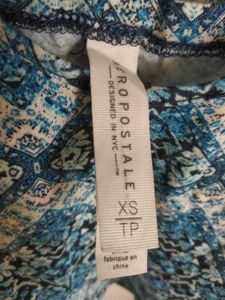 AEROPOSTALE
DESIGNED IN NYC
XS
TP
fabriqué en
chine